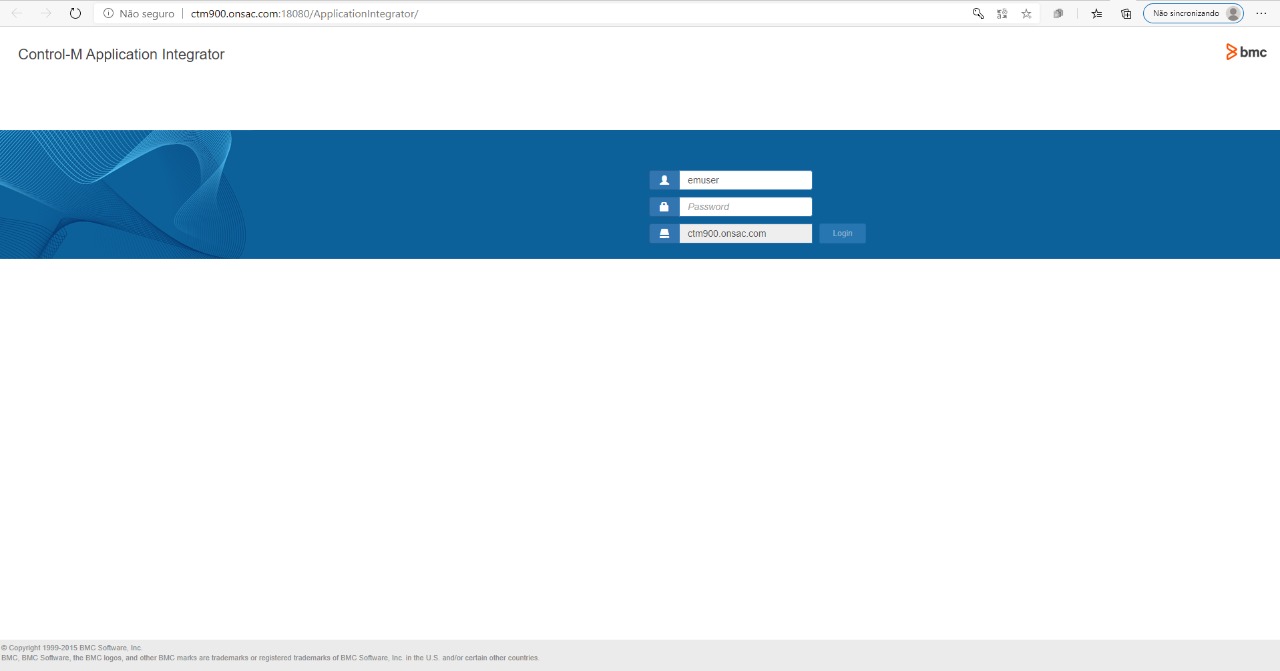 Não seguro
ctm900.onsac.com:18080/ApplicationIntegrator/
Não sincronizando
Control-M Application Integrator
bmc
emuser
Password
ctm900.onsac.com
Login
© Copyright 1999-2015 BMC Software, Inc.
BMC, BMC Software, the BMC logos, and other BMC marks are trademarks or registered trademarks of BMC Software, Inc. in the U.S. and/or certain other countries.